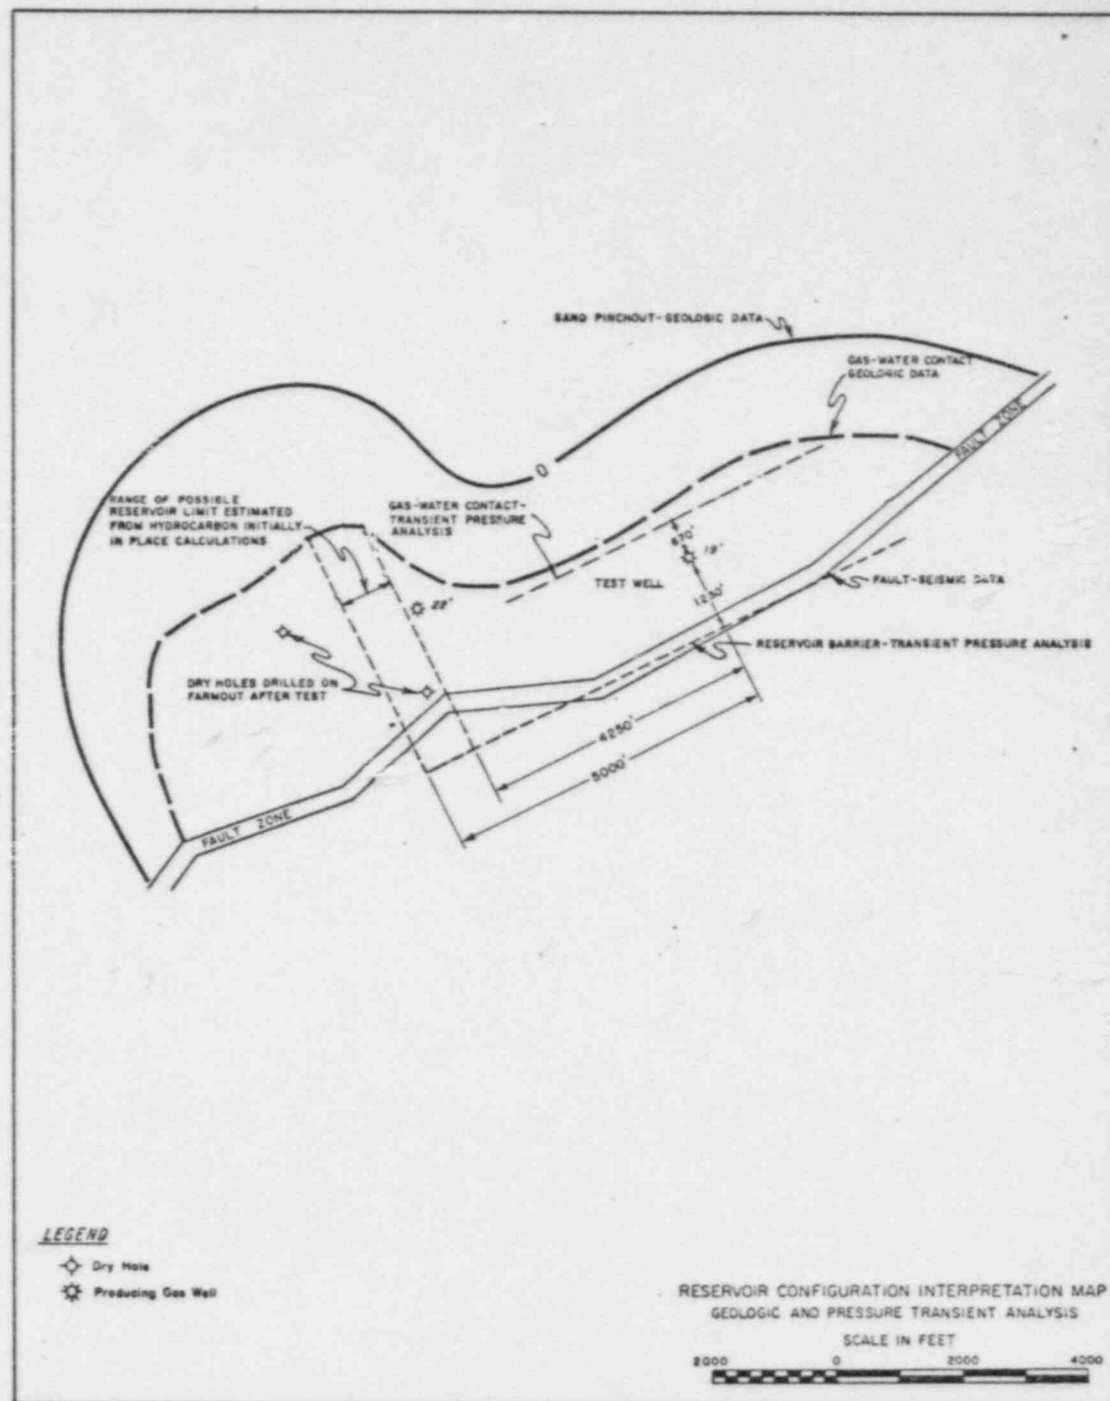 SAND PINCHOUT-GEOLOGIC DATA
GAS-WATER CONTACT
GEOLOGIC DATA
FAULT ZONE
0
RANGE OF POSSIBLE
RESERVOIR LIMIT ESTIMATED
FROM HYDROCARBON INITIALLY
IN PLACE CALCULATIONS
GAS-WATER CONTACT-
TRANSIENT PRESSURE
ANALYSIS
670'
19'
TEST WELL
1250'
FAULT-SEISMIC DATA
22'
RESERVOIR BARRIER-TRANSIENT PRESSURE ANALYSIS
DRY HOLES DRILLED ON
FARMOUT AFTER TEST
4250'
5000'
FAULT ZONE
LEGEND
Dry Hole
Producing Gas Well
RESERVOIR CONFIGURATION INTERPRETATION MAP
GEOLOGIC AND PRESSURE TRANSIENT ANALYSIS
SCALE IN FEET
2000 0 2000 4000